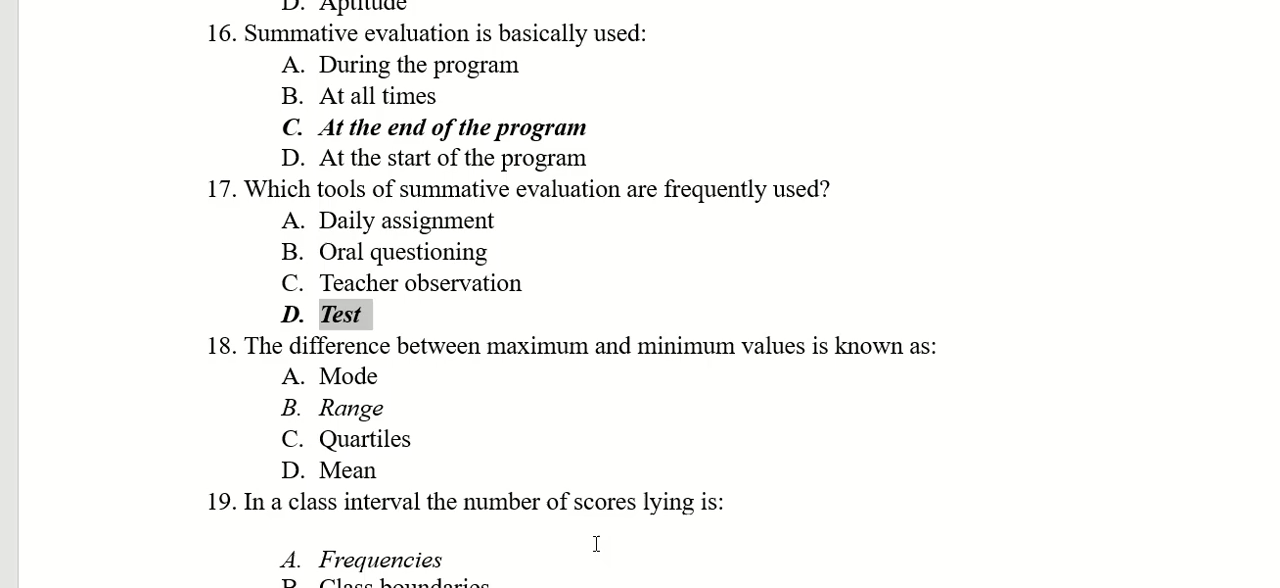 D. Aptitude
16. Summative evaluation is basically used:
A. During the program
B. At all times
C. At the end of the program
D. At the start of the program
17. Which tools of summative evaluation are frequently used?
A. Daily assignment
B. Oral questioning
C. Teacher observation
D. Test
18. The difference between maximum and minimum values is known as:
A. Mode
B. Range
C. Quartiles
D. Mean
19. In a class interval the number of scores lying is:
A. Frequencies
B. Class boundaries